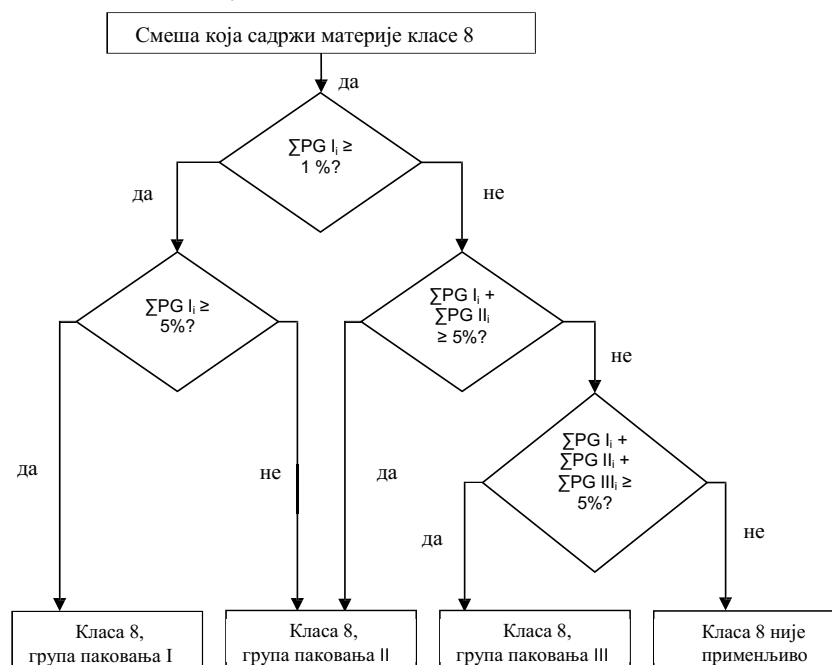 Смеша која садржи материје класе 8
да
∑PG Iᵢ ≥
1 %?
да
не
∑PG Iᵢ ≥
5%?
∑PG Iᵢ +
∑PG IIᵢ
≥ 5%?
не
да
не
да
∑PG Iᵢ +
∑PG IIᵢ +
∑PG IIIᵢ ≥
5%?
да
не
Класа 8,
група паковања I
Класа 8,
група паковања II
Класа 8,
група паковања III
Класа 8 није
применљиво